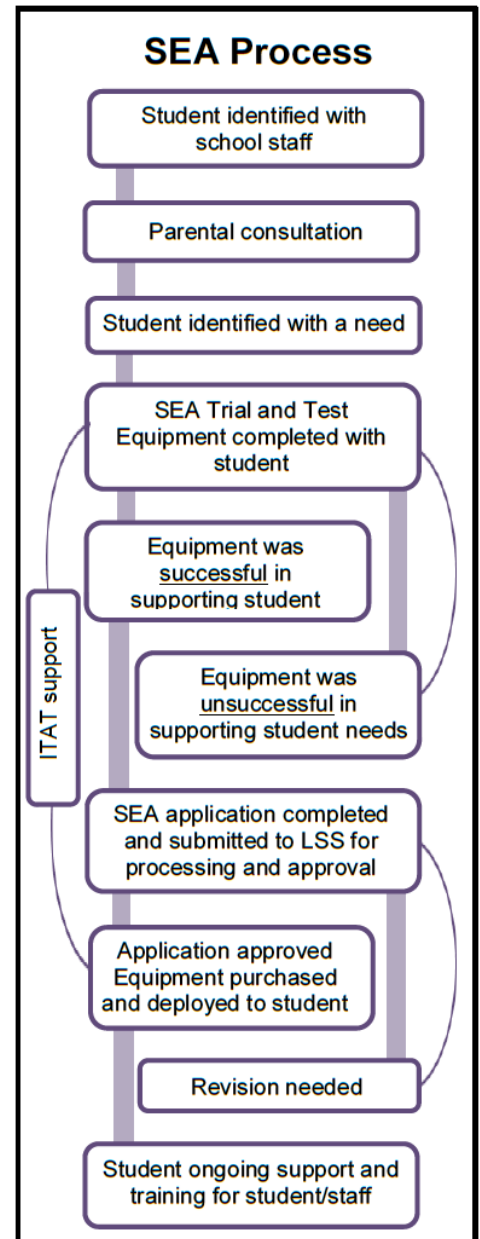 SEA Process
Student identified with
school staff
Parental consultation
Student identified with a need
SEA Trial and Test
Equipment completed with
student
Equipment was
successful in
supporting student
Equipment was
unsuccessful in
supporting student needs
ITAT support
SEA application completed
and submitted to LSS for
processing and approval
Application approved
Equipment purchased
and deployed to student
Revision needed
Student ongoing support and
training for student/staff